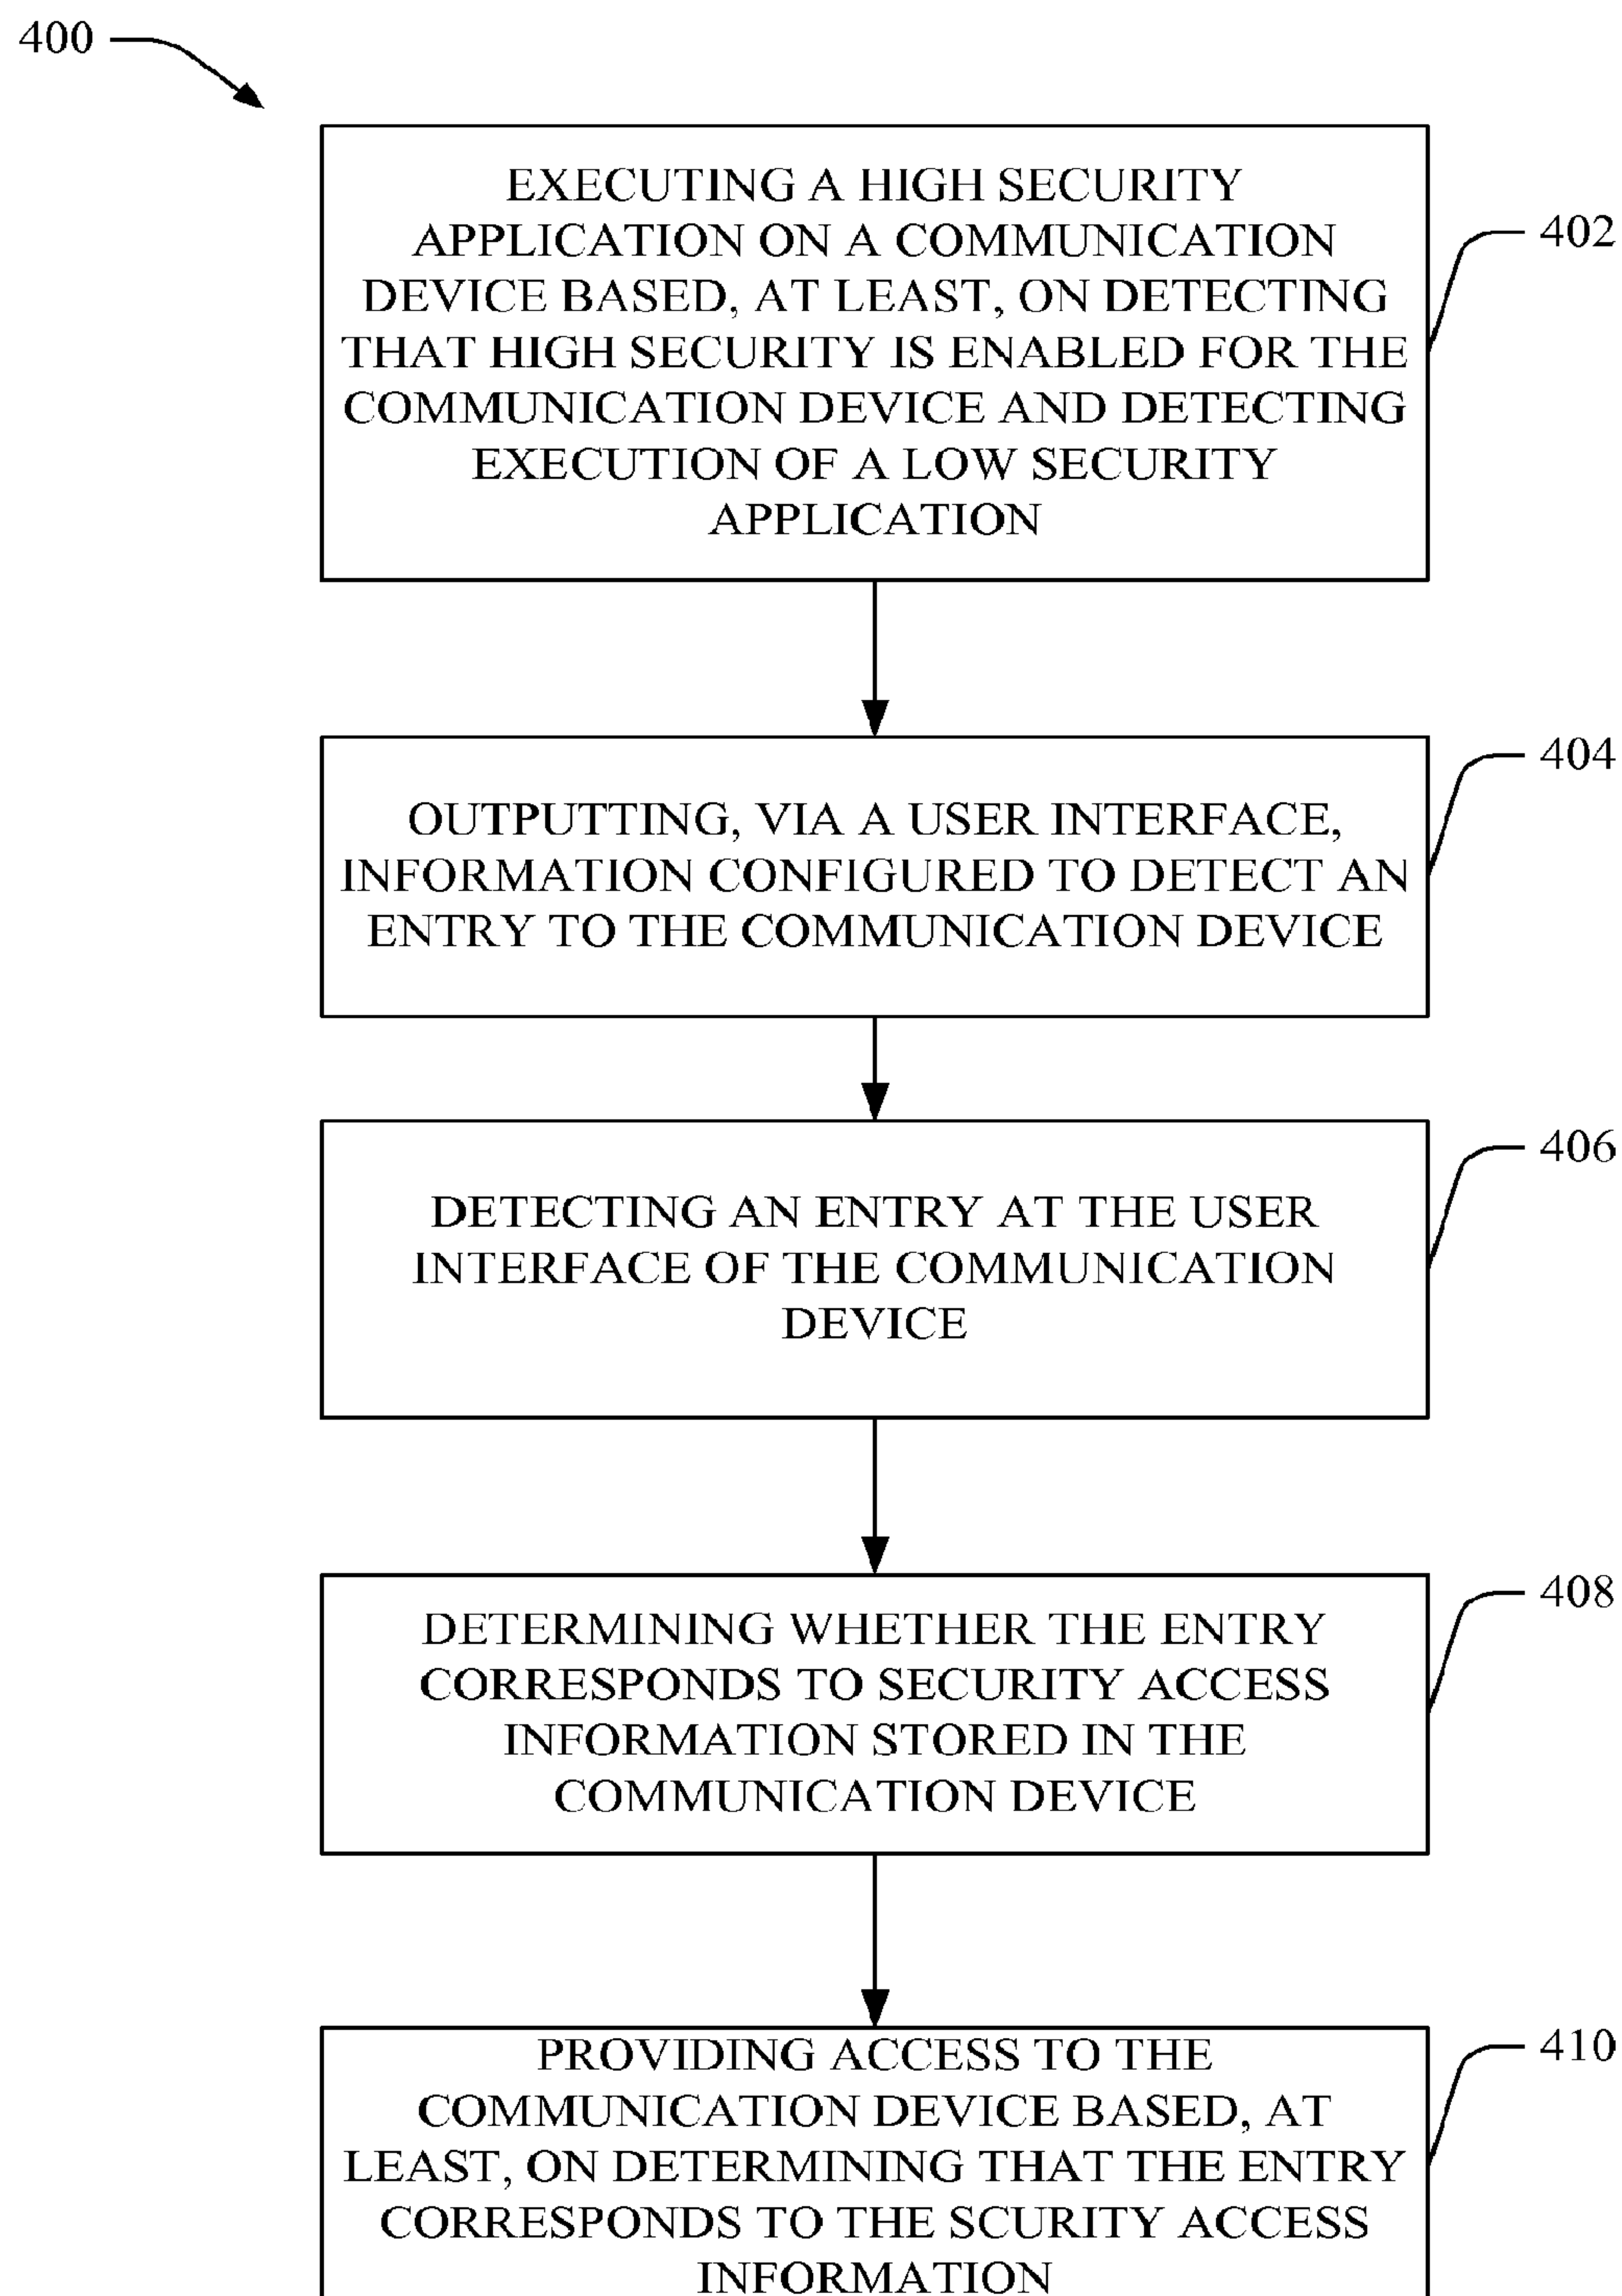 400
EXECUTING A HIGH SECURITY
APPLICATION ON A COMMUNICATION
DEVICE BASED, AT LEAST, ON DETECTING
THAT HIGH SECURITY IS ENABLED FOR THE
COMMUNICATION DEVICE AND DETECTING
EXECUTION OF A LOW SECURITY
APPLICATION
402
OUTPUTTING, VIA A USER INTERFACE,
INFORMATION CONFIGURED TO DETECT AN
ENTRY TO THE COMMUNICATION DEVICE
404
DETECTING AN ENTRY AT THE USER
INTERFACE OF THE COMMUNICATION
DEVICE
406
DETERMINING WHETHER THE ENTRY
CORRESPONDS TO SECURITY ACCESS
INFORMATION STORED IN THE
COMMUNICATION DEVICE
408
PROVIDING ACCESS TO THE
COMMUNICATION DEVICE BASED, AT
LEAST, ON DETERMINING THAT THE ENTRY
CORRESPONDS TO THE SCURITY ACCESS
INFORMATION
410